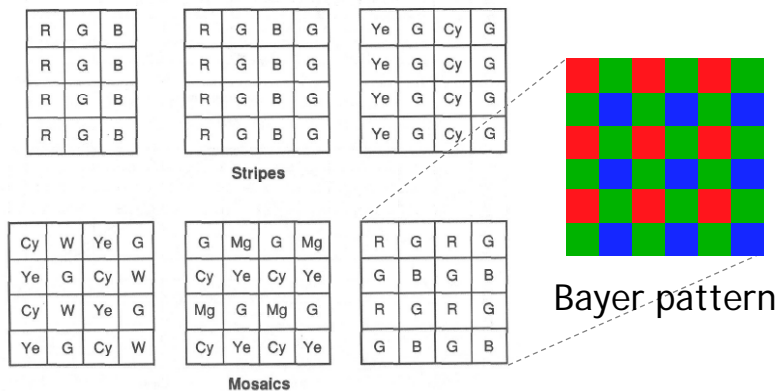 R G B
R G B
R G B
R G B
R G B G
R G B G
R G B G
R G B G
Ye G Cy G
Ye G Cy G
Ye G Cy G
Ye G Cy G
Stripes
Cy W Ye G
Ye G Cy W
Cy W Ye G
Ye G Cy W
G Mg G Mg
Cy Ye Cy Ye
Mg G Mg G
Cy Ye Cy Ye
R G R G
G B G B
R G R G
G B G B
Mosaics
Bayer pattern